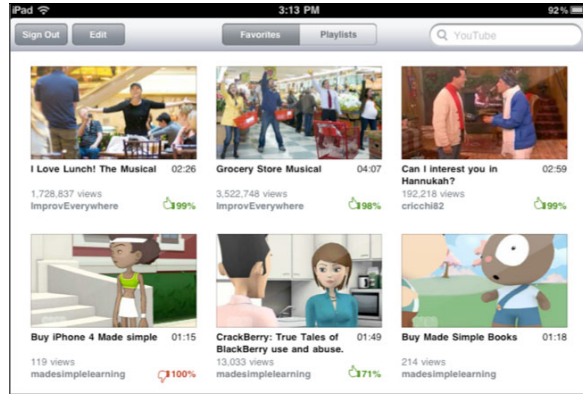 iPad 3:13 PM 92%
Sign Out Edit Favorites Playlists YouTube
I Love Lunch! The Musical 02:26
1,728,837 views
ImprovEverywhere 99%
Grocery Store Musical 04:07
3,522,748 views
ImprovEverywhere 98%
Can I interest you in 02:59
Hannukah?
192,218 views
cricchi82 99%
Buy iPhone 4 Made simple 01:15
119 views
madesimplelearning 100%
CrackBerry: True Tales of 01:49
BlackBerry use and abuse.
13,033 views
madesimplelearning 71%
Buy Made Simple Books 01:18
214 views
madesimplelearning